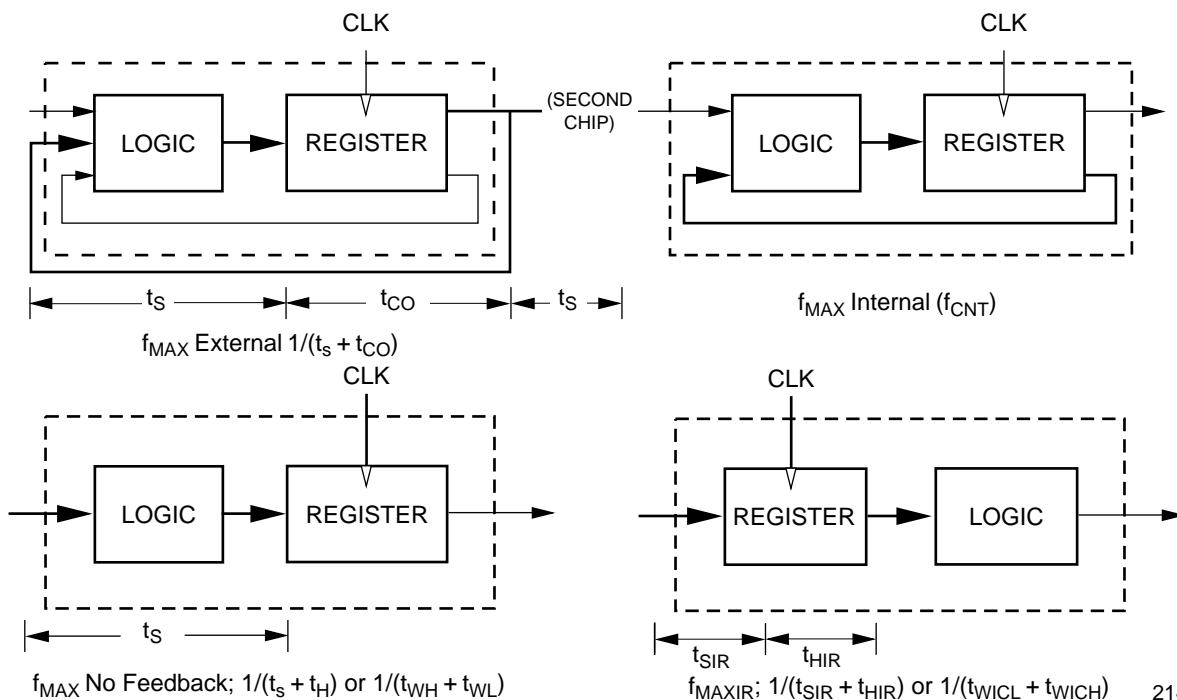 CLK
LOGIC
REGISTER
(SECOND
CHIP)
tS
tCO
tS
fMAX External 1/(ts + tCO)
CLK
LOGIC
REGISTER
fMAX Internal (fCNT)
CLK
LOGIC
REGISTER
tS
fMAX No Feedback; 1/(ts + tH) or 1/(tWH + tWL)
CLK
REGISTER
LOGIC
tSIR
tHIR
fMAXIR; 1/(tSIR + tHIR) or 1/(tWICL + tWICH)